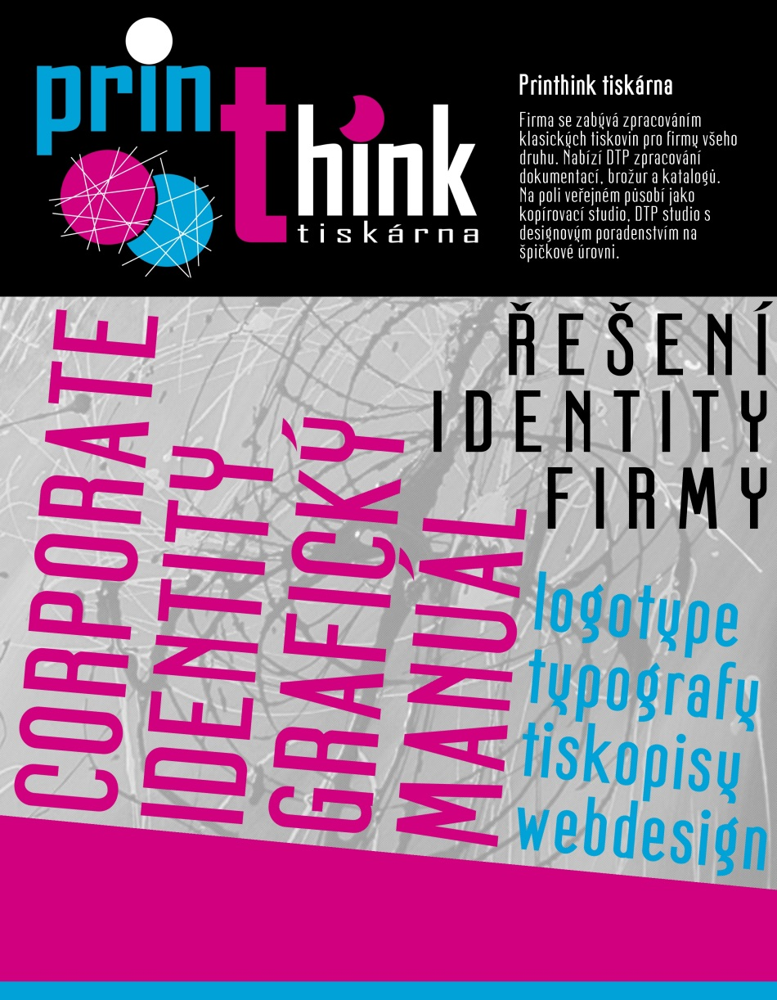 prinThink
tiskárna
Printhink tiskárna
Firma se zabývá zpracováním
klasických tiskovin pro firmy všeho
druhu. Nabízí DTP zpracování
dokumentací, brožur a katalogů.
Na poli veřejném působí jako
kopírovací studio, DTP studio s
designovým poradenstvím na
špičkové úrovni.
ŘEŠENÍ
IDENTITY
FIRMY
CORPORATE
IDENTITY
GRAFICKÝ
MANUÁL
logotype
typografy
tiskopisy
webdesign